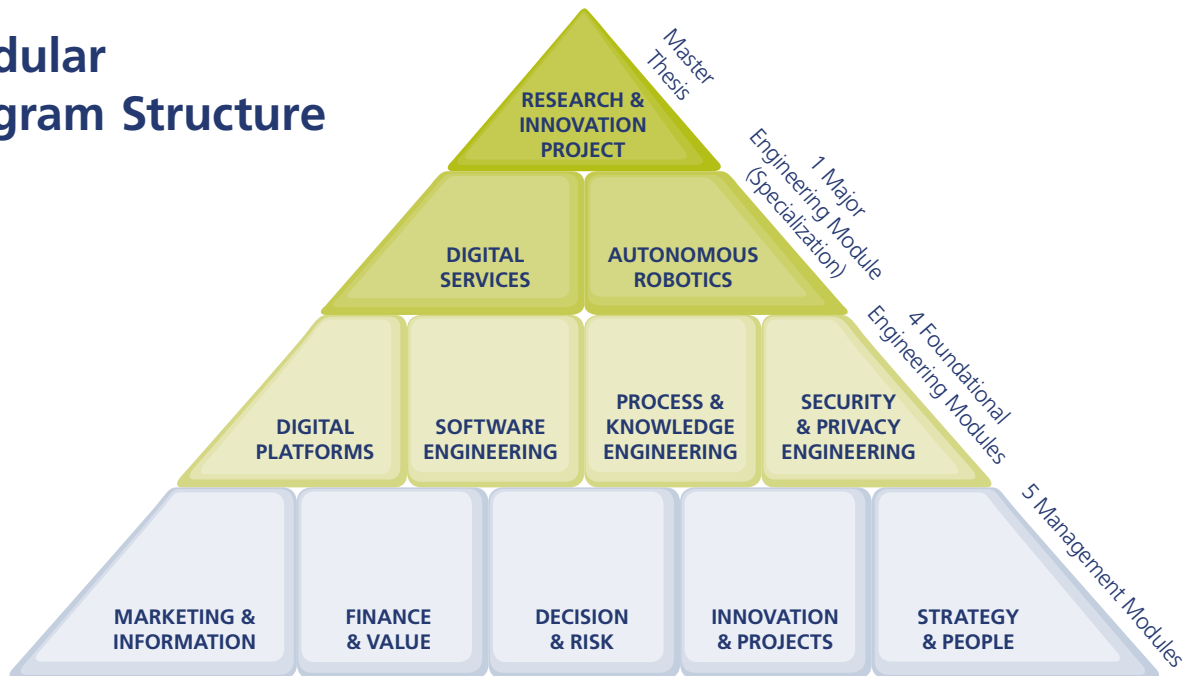 dular
gram Structure
Master
Thesis
RESEARCH &
INNOVATION
PROJECT
1 Major
Engineering Module
(Specialization)
DIGITAL
SERVICES
AUTONOMOUS
ROBOTICS
4 Foundational
Engineering Modules
DIGITAL
PLATFORMS
SOFTWARE
ENGINEERING
PROCESS &
KNOWLEDGE
ENGINEERING
SECURITY
& PRIVACY
ENGINEERING
5 Management Modules
MARKETING &
INFORMATION
FINANCE
& VALUE
DECISION
& RISK
INNOVATION
& PROJECTS
STRATEGY
& PEOPLE